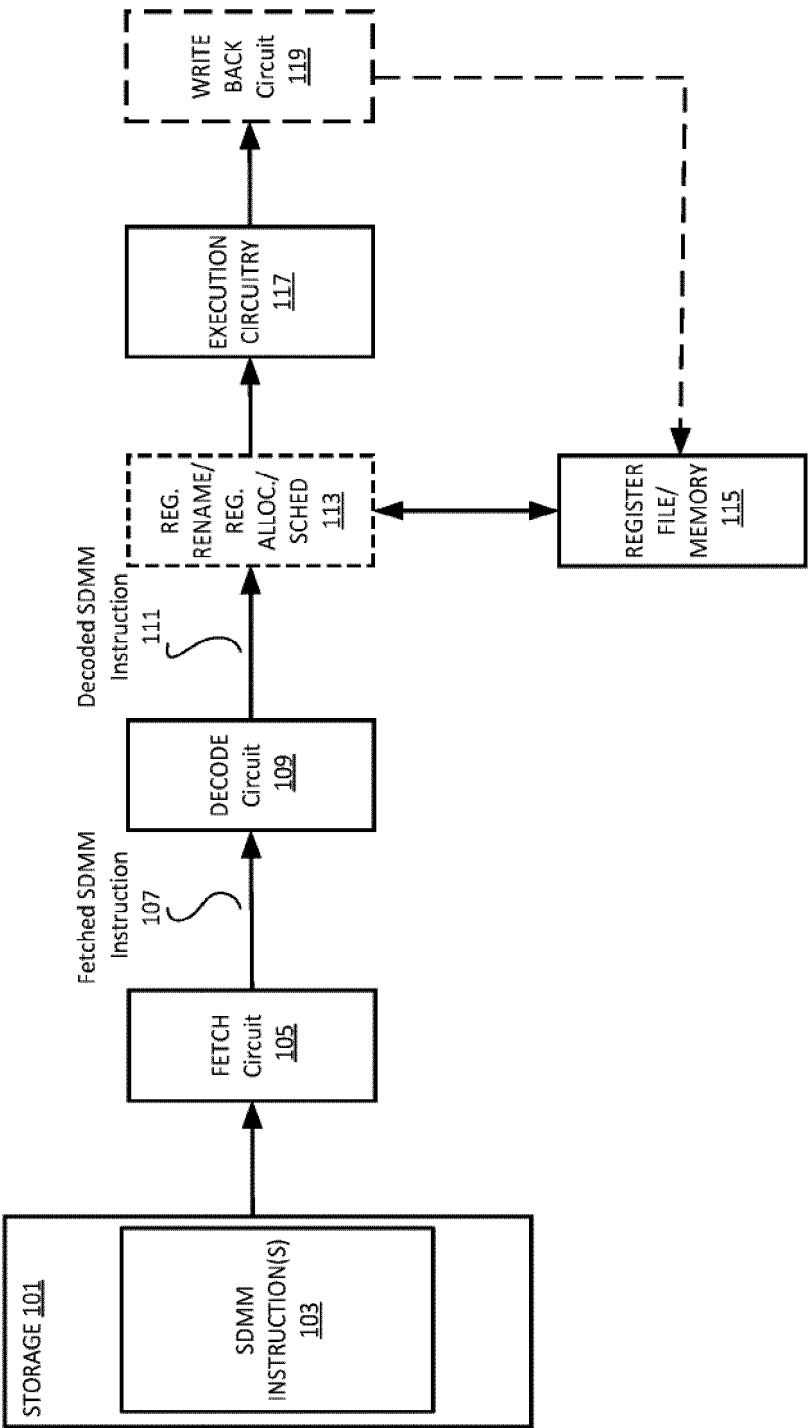 STORAGE 101
SDMM
INSTRUCTION(S)
103
FETCH
Circuit
105
Fetched SDMM
Instruction
107
DECODE
Circuit
109
Decoded SDMM
Instruction
111
REG.
RENAME/
REG.
ALLOC./
SCHED
113
REGISTER
FILE/
MEMORY
115
EXECUTION
CIRCUITRY
117
WRITE
BACK
Circuit
119